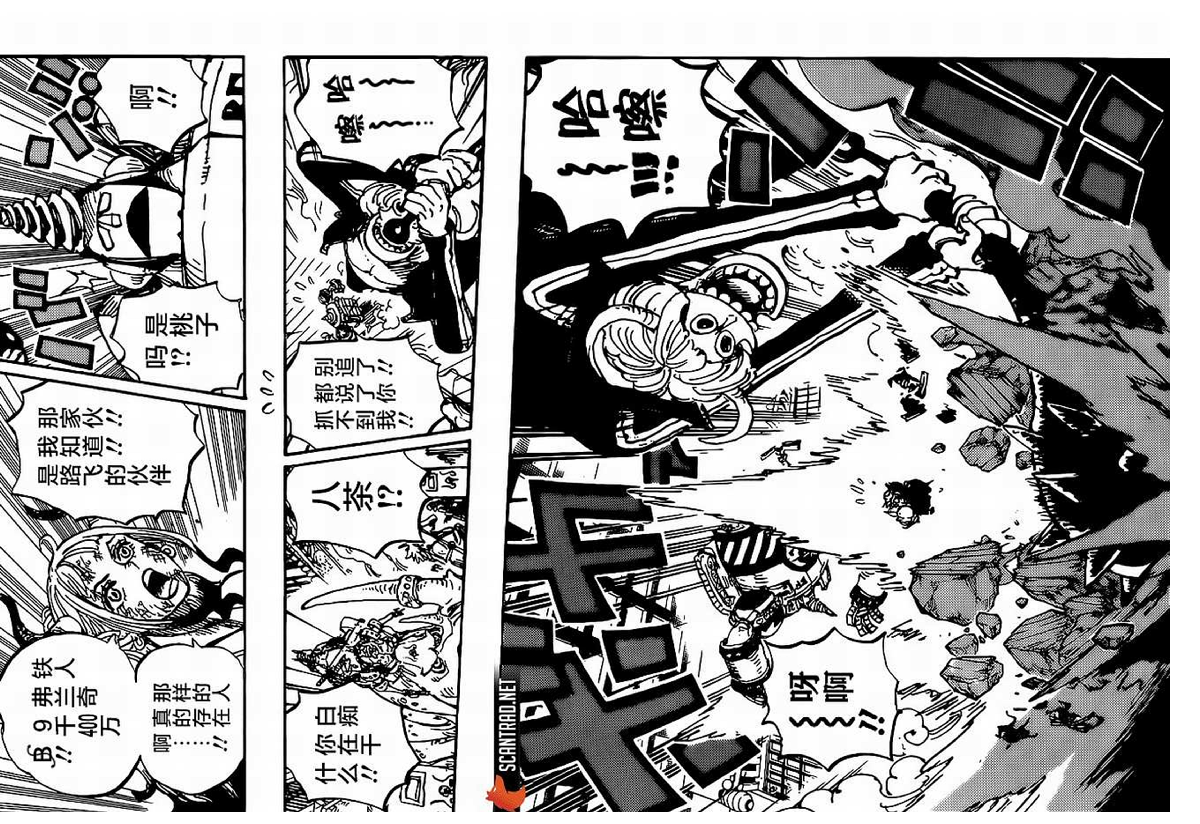 啊!!
是桃子
吗!?
那家伙!!
我知道!!
是路飞的伙伴
铁人
弗兰奇
9千400万
那样的人
真的存在
啊……!!
哈~
嚓~…
别追了!!
都说了你
抓不到我!!
八茶!?
白痴
你在干
什么!!
哈嚓
~!!!
呀啊
~!!
SCANTRAD.NET